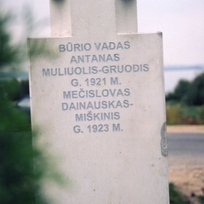 BŪRIO VADAS
ANTANAS
MULIUOLIS-GRUODIS
G. 1921 M.
MEČISLOVAS
DAINAUSKAS-
MIŠKINIS
G. 1923 M.